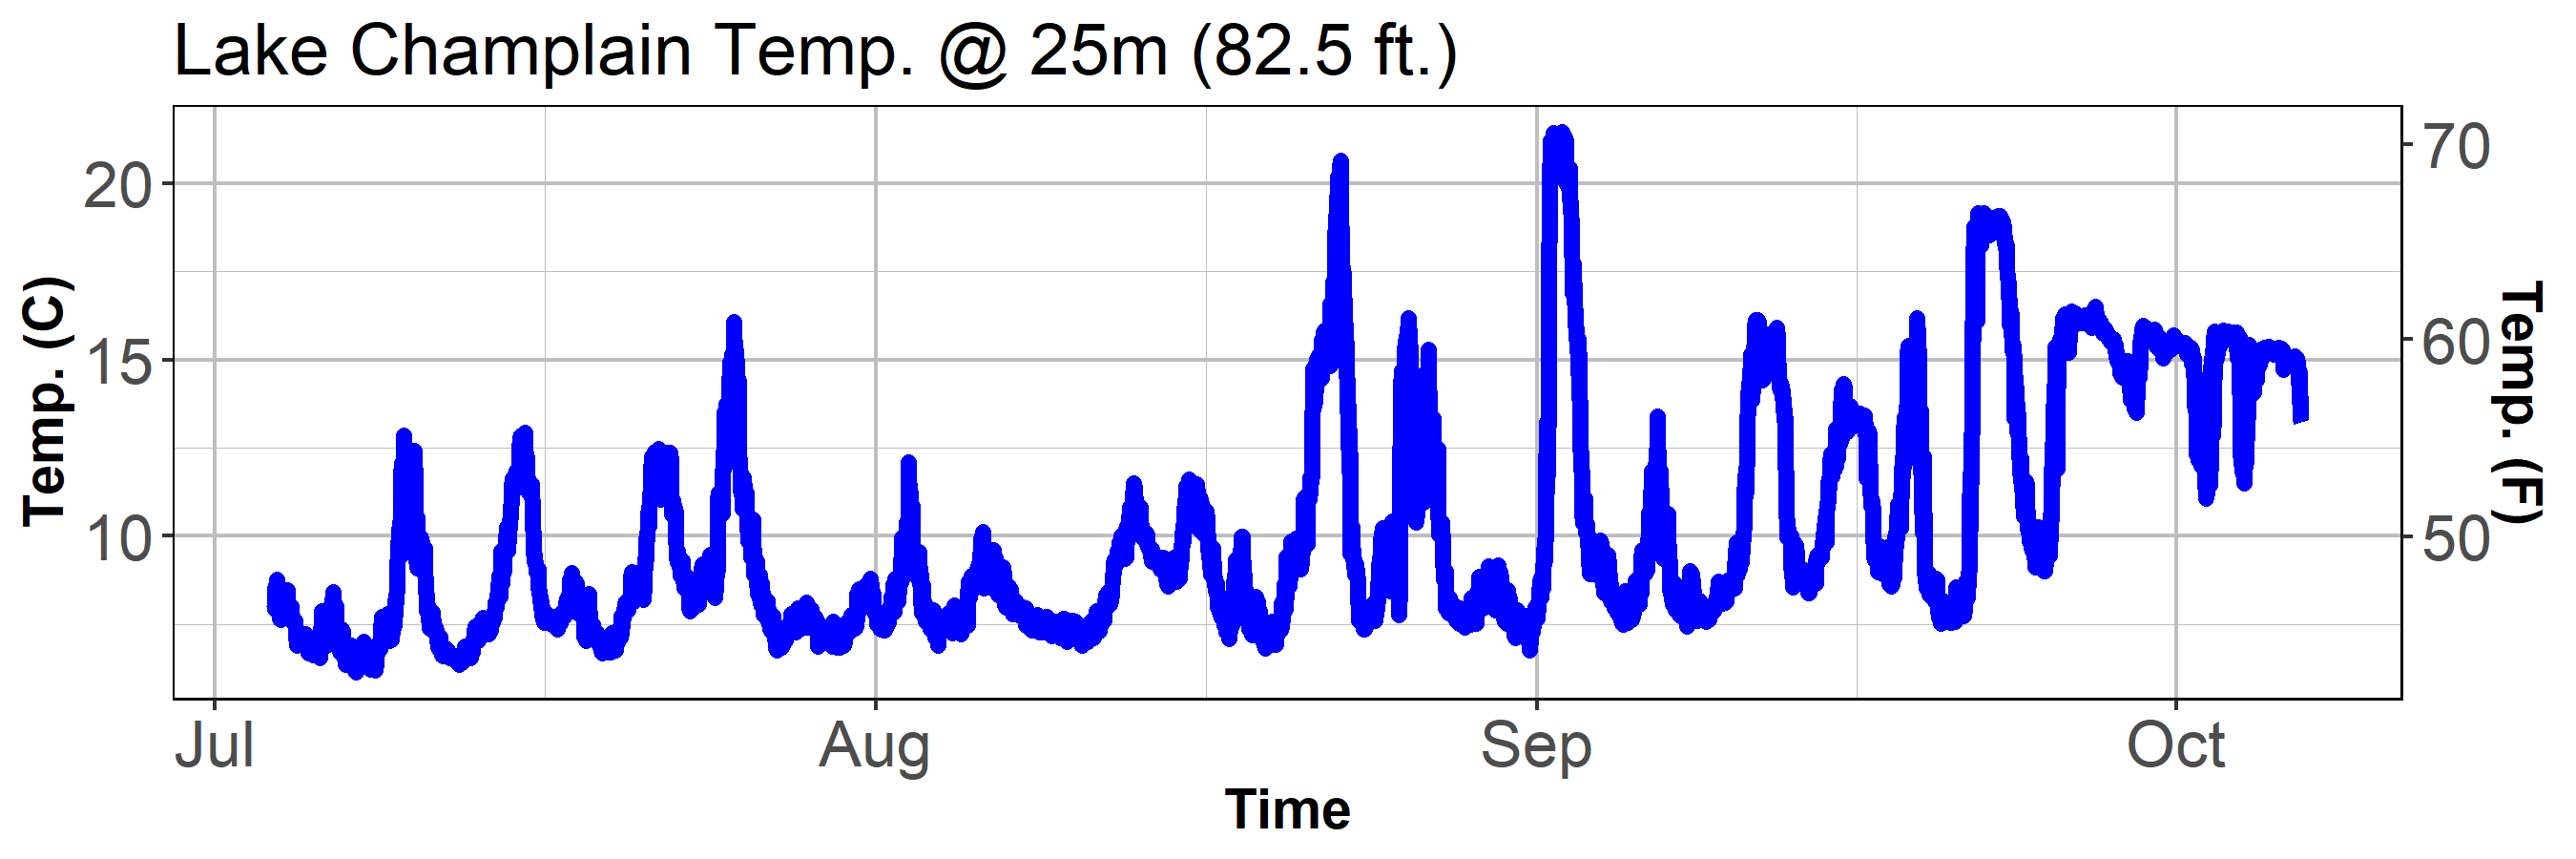 Lake Champlain Temp. @ 25m (82.5 ft.)
Temp. (C)
20
15
10
70
60
50
Temp. (F)
Jul Aug Sep Oct
Time